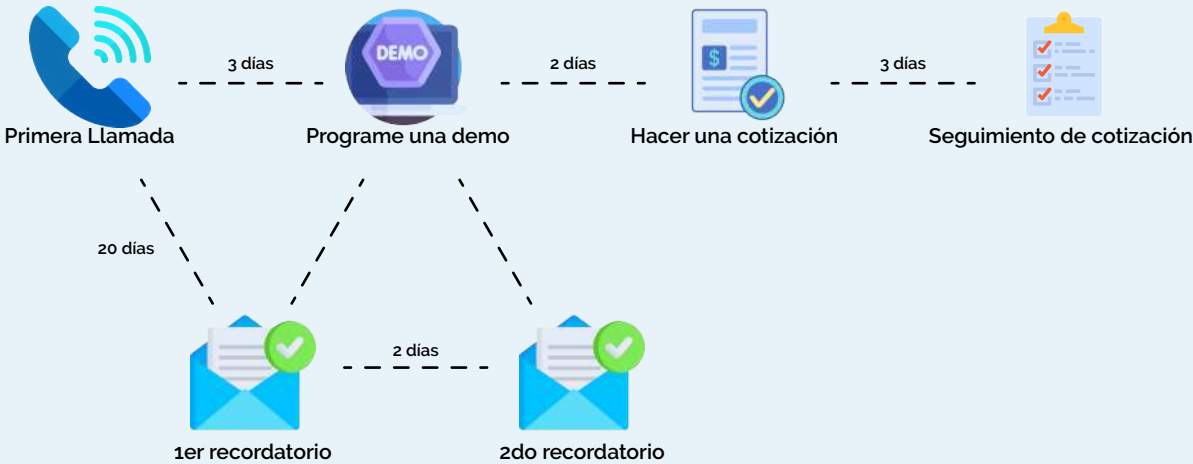 3 días
DEMO
2 días
$
3 días
Primera Llamada
Programe una demo
Hacer una cotización
Seguimiento de cotización
20 días
2 días
1er recordatorio
2do recordatorio